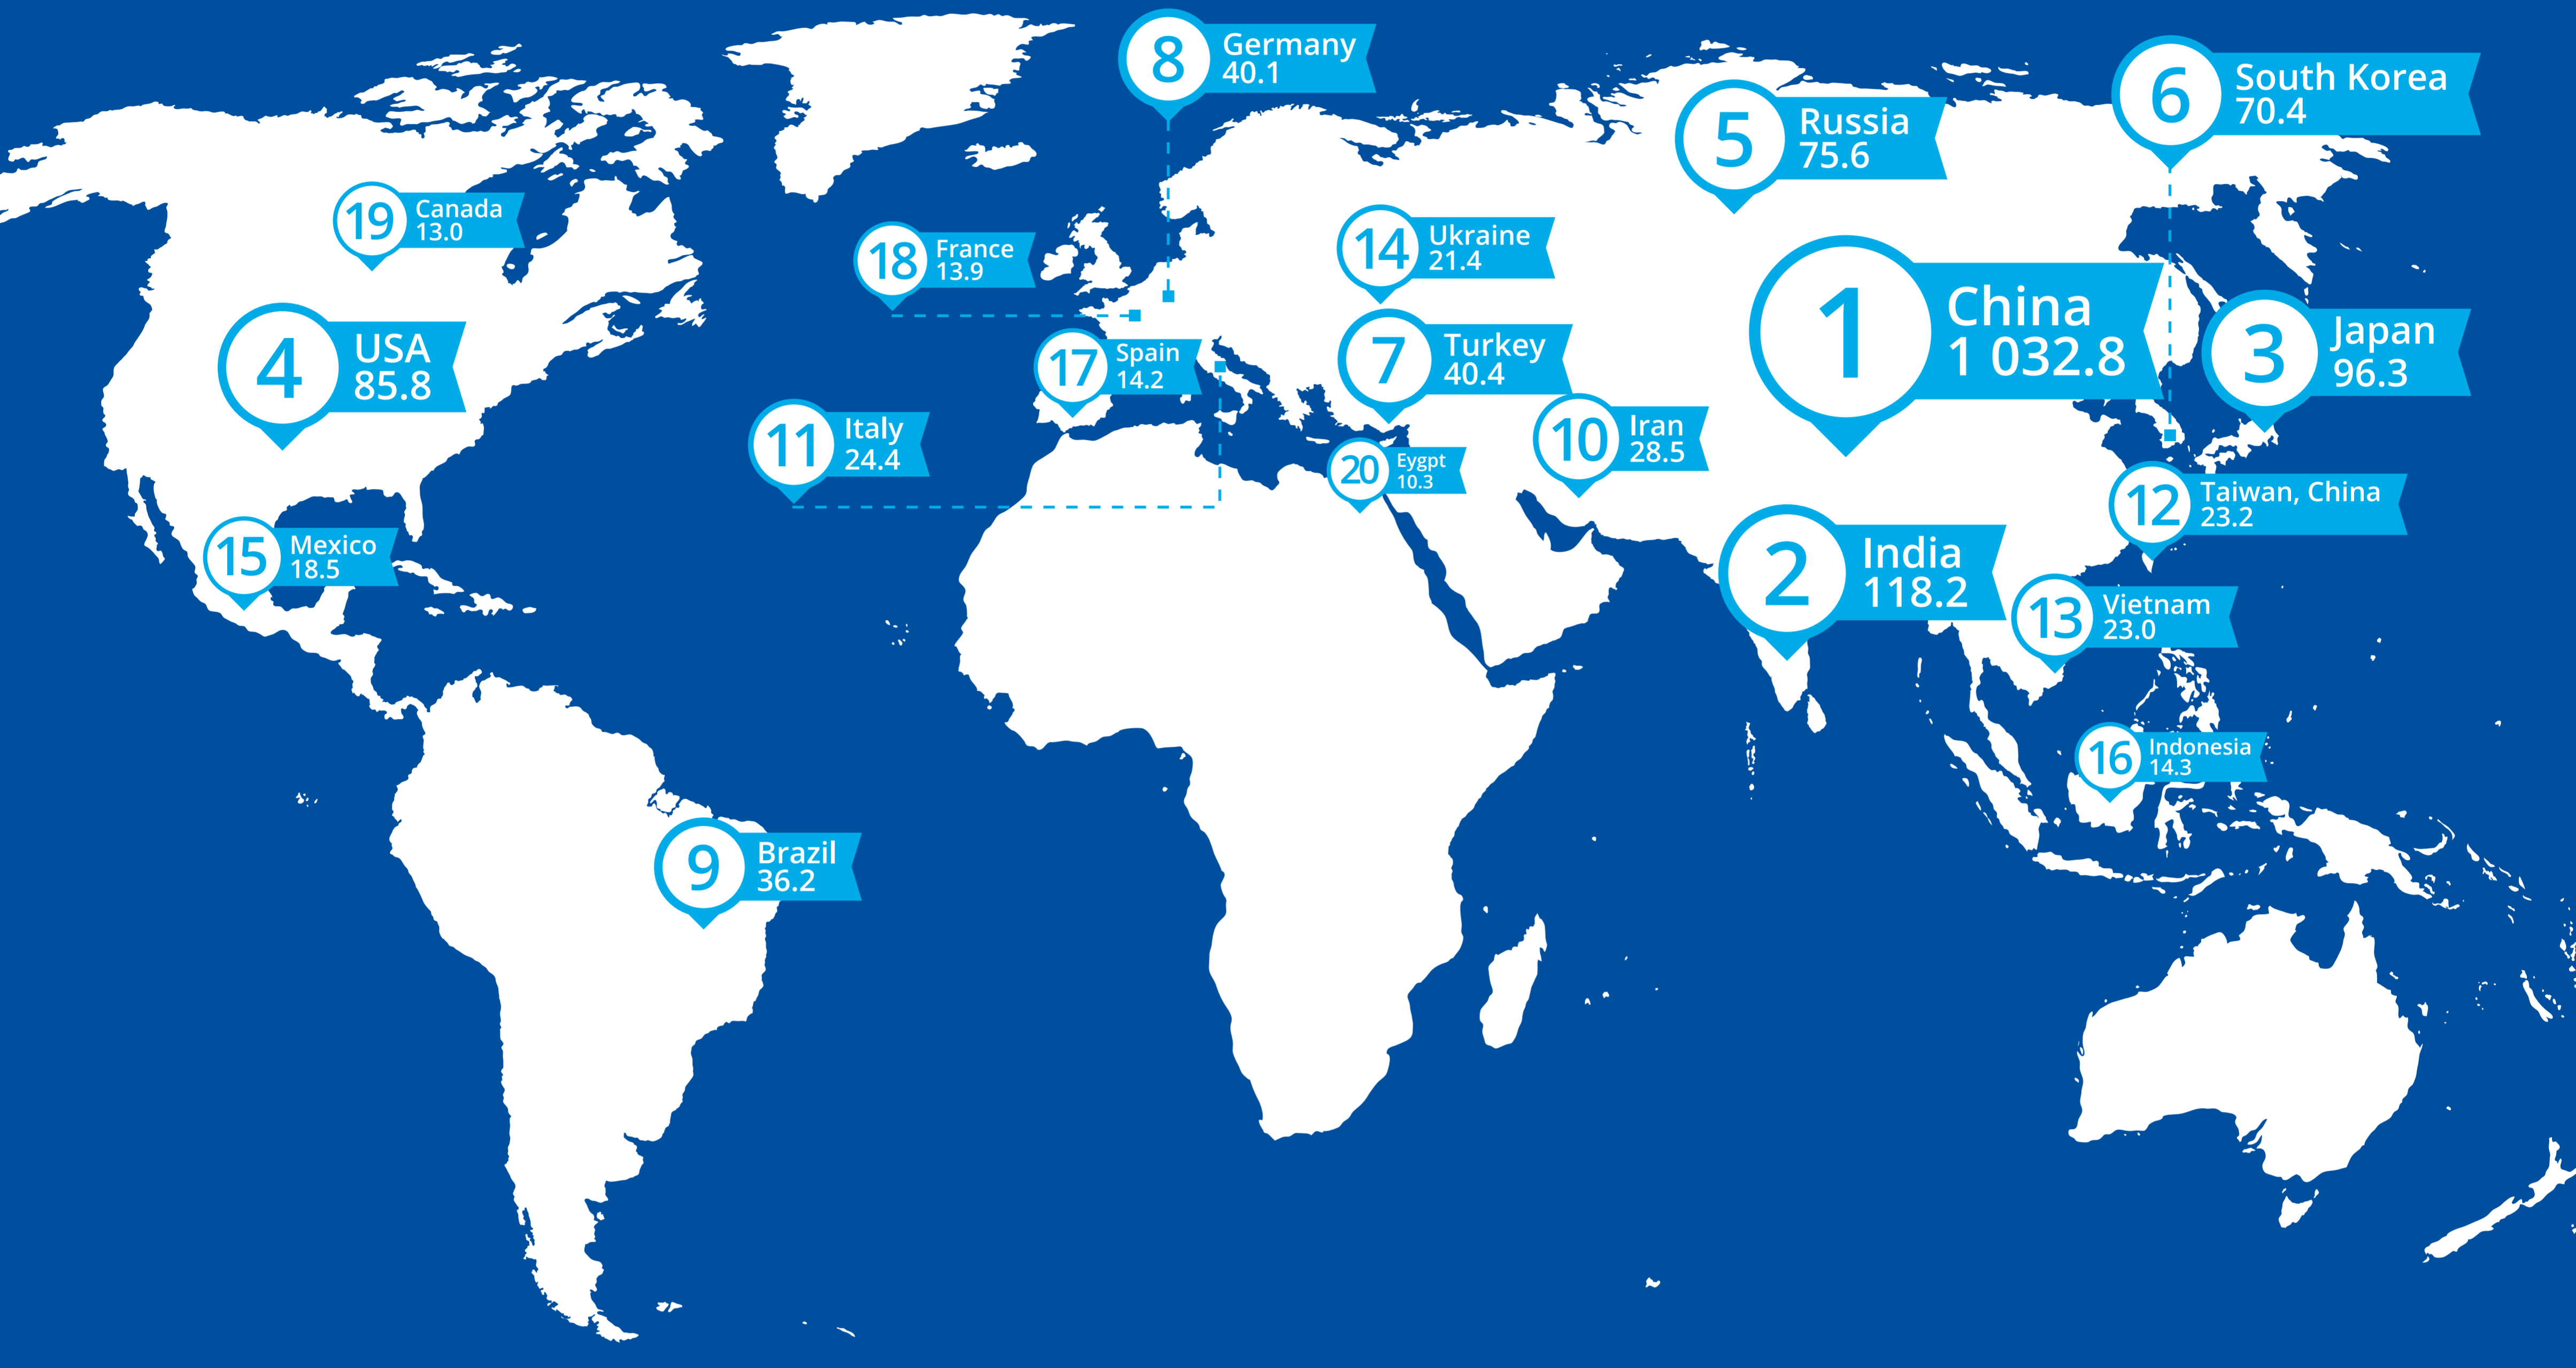 8
Germany
40.1
6
South Korea
70.4
5
Russia
75.6
19
Canada
13.0
18
France
13.9
14
Ukraine
21.4
1
China
1 032.8
4
USA
85.8
17
Spain
14.2
7
Turkey
40.4
3
Japan
96.3
11
Italy
24.4
20
Eygpt
10.3
10
Iran
28.5
12
Taiwan, China
23.2
15
Mexico
18.5
2
India
118.2
13
Vietnam
23.0
16
Indonesia
14.3
9
Brazil
36.2